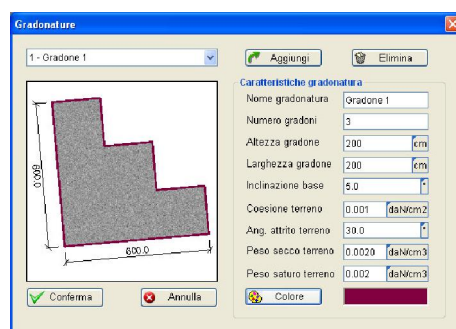 Gradonature
1 - Gradone 1
Aggiungi
Elimina
600.0
600.0
Caratteristiche gradonatura
Nome gradonatura Gradone 1
Numero gradoni 3
Altezza gradone 200 cm
Larghezza gradone 200 cm
Inclinazione base 5.0 °
Coesione terreno 0.001 daN/cm2
Ang. attrito terreno 30.0 °
Peso secco terreno 0.0020 daN/cm3
Peso saturo terreno 0.002 daN/cm3
Conferma
Annulla
Colore